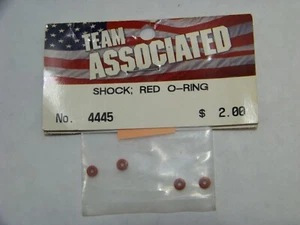 TEAM
ASSOCIATED
SHOCK; RED O-RING
No. 4445 $ 2.00